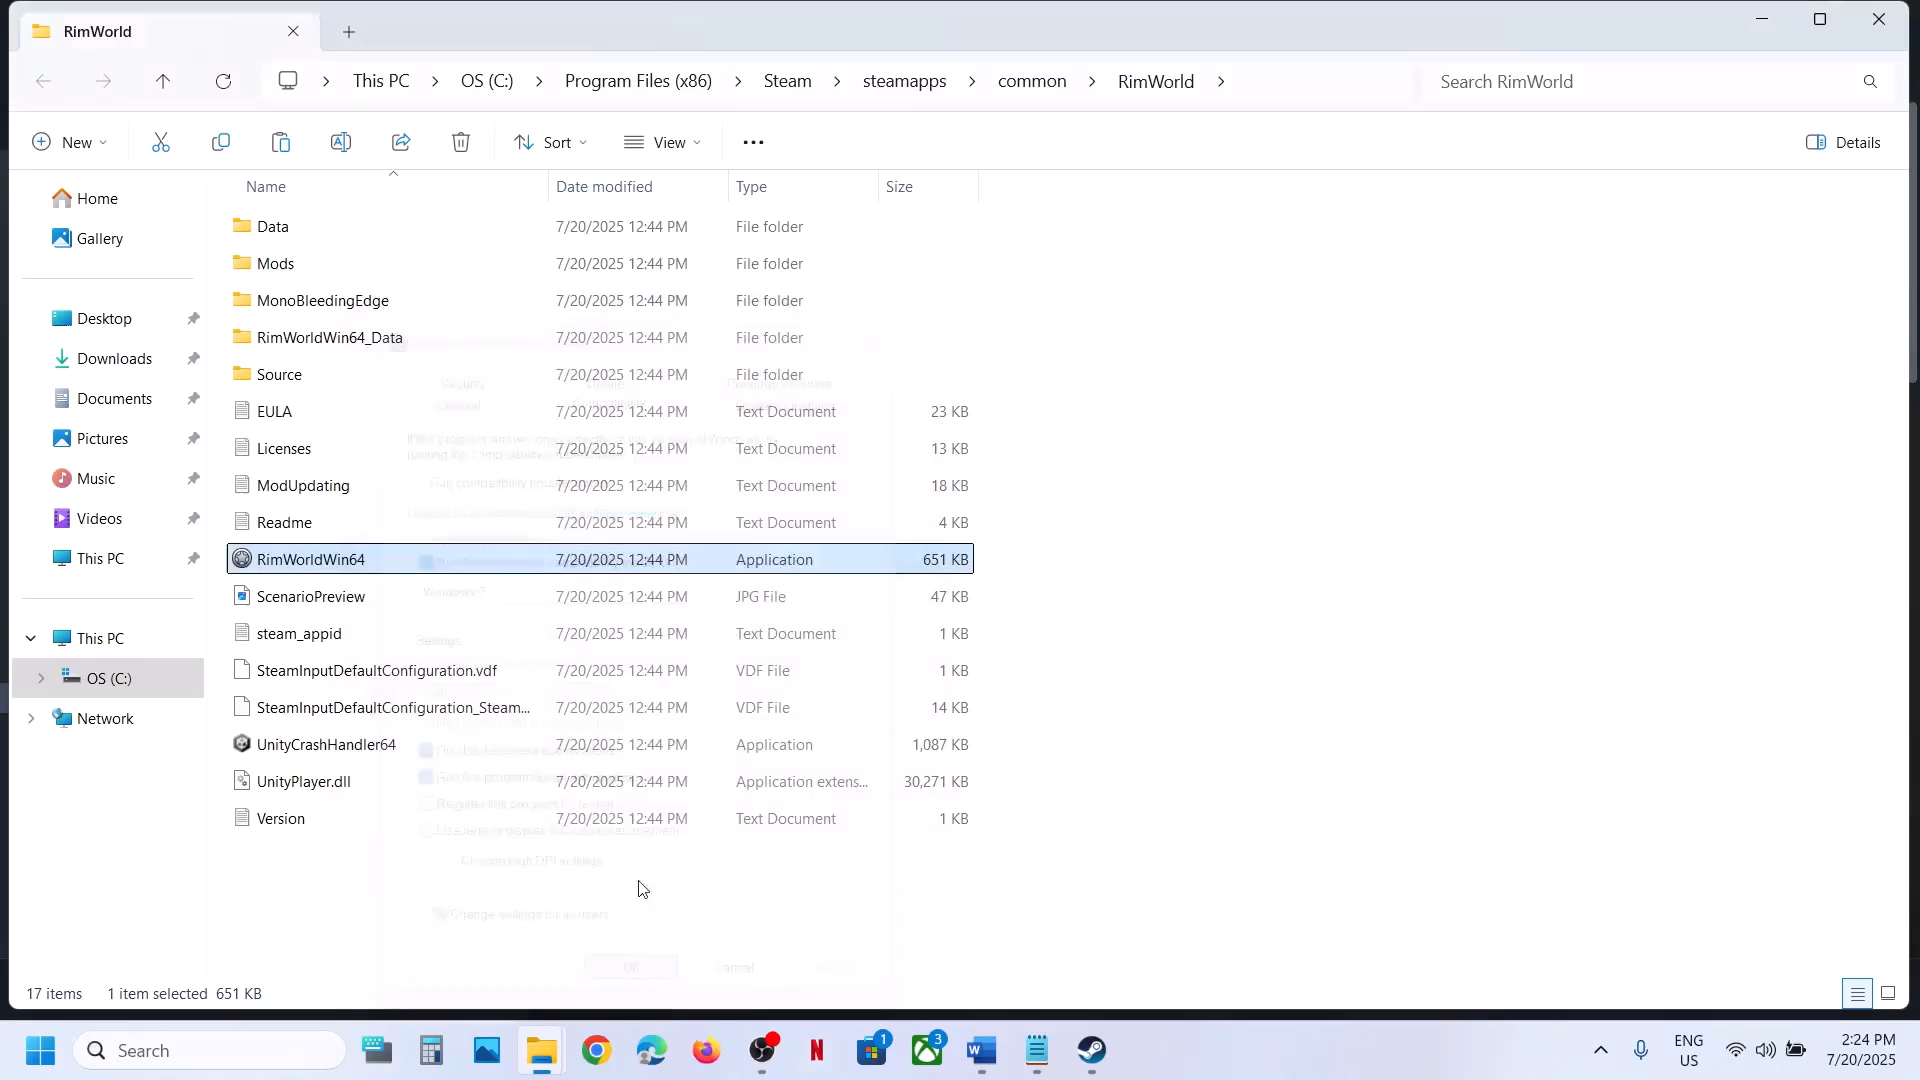 RimWorld
This PC > OS (C:) > Program Files (x86) > Steam > steamapps > common > RimWorld >
Search RimWorld
New
Sort
View
Details
Name Date modified Type Size
Home
Gallery
Desktop
Downloads
Documents
Pictures
Music
Videos
This PC
This PC
OS (C:)
Network
Data 7/20/2025 12:44 PM File folder
Mods 7/20/2025 12:44 PM File folder
MonoBleedingEdge 7/20/2025 12:44 PM File folder
RimWorldWin64_Data 7/20/2025 12:44 PM File folder
Source 7/20/2025 12:44 PM File folder
EULA 7/20/2025 12:44 PM Text Document 23 KB
Licenses 7/20/2025 12:44 PM Text Document 13 KB
ModUpdating 7/20/2025 12:44 PM Text Document 18 KB
Readme 7/20/2025 12:44 PM Text Document 4 KB
RimWorldWin64 7/20/2025 12:44 PM Application 651 KB
ScenarioPreview 7/20/2025 12:44 PM JPG File 47 KB
steam_appid 7/20/2025 12:44 PM Text Document 1 KB
SteamInputDefaultConfiguration.vdf 7/20/2025 12:44 PM VDF File 1 KB
SteamInputDefaultConfiguration_Steam... 7/20/2025 12:44 PM VDF File 14 KB
UnityCrashHandler64 7/20/2025 12:44 PM Application 1,087 KB
UnityPlayer.dll 7/20/2025 12:44 PM Application extens... 30,271 KB
Version 7/20/2025 12:44 PM Text Document 1 KB
Settings
Change settings for all users
OK Cancel
17 items 1 item selected 651 KB
Search
1
3
ENG
US
2:24 PM
7/20/2025